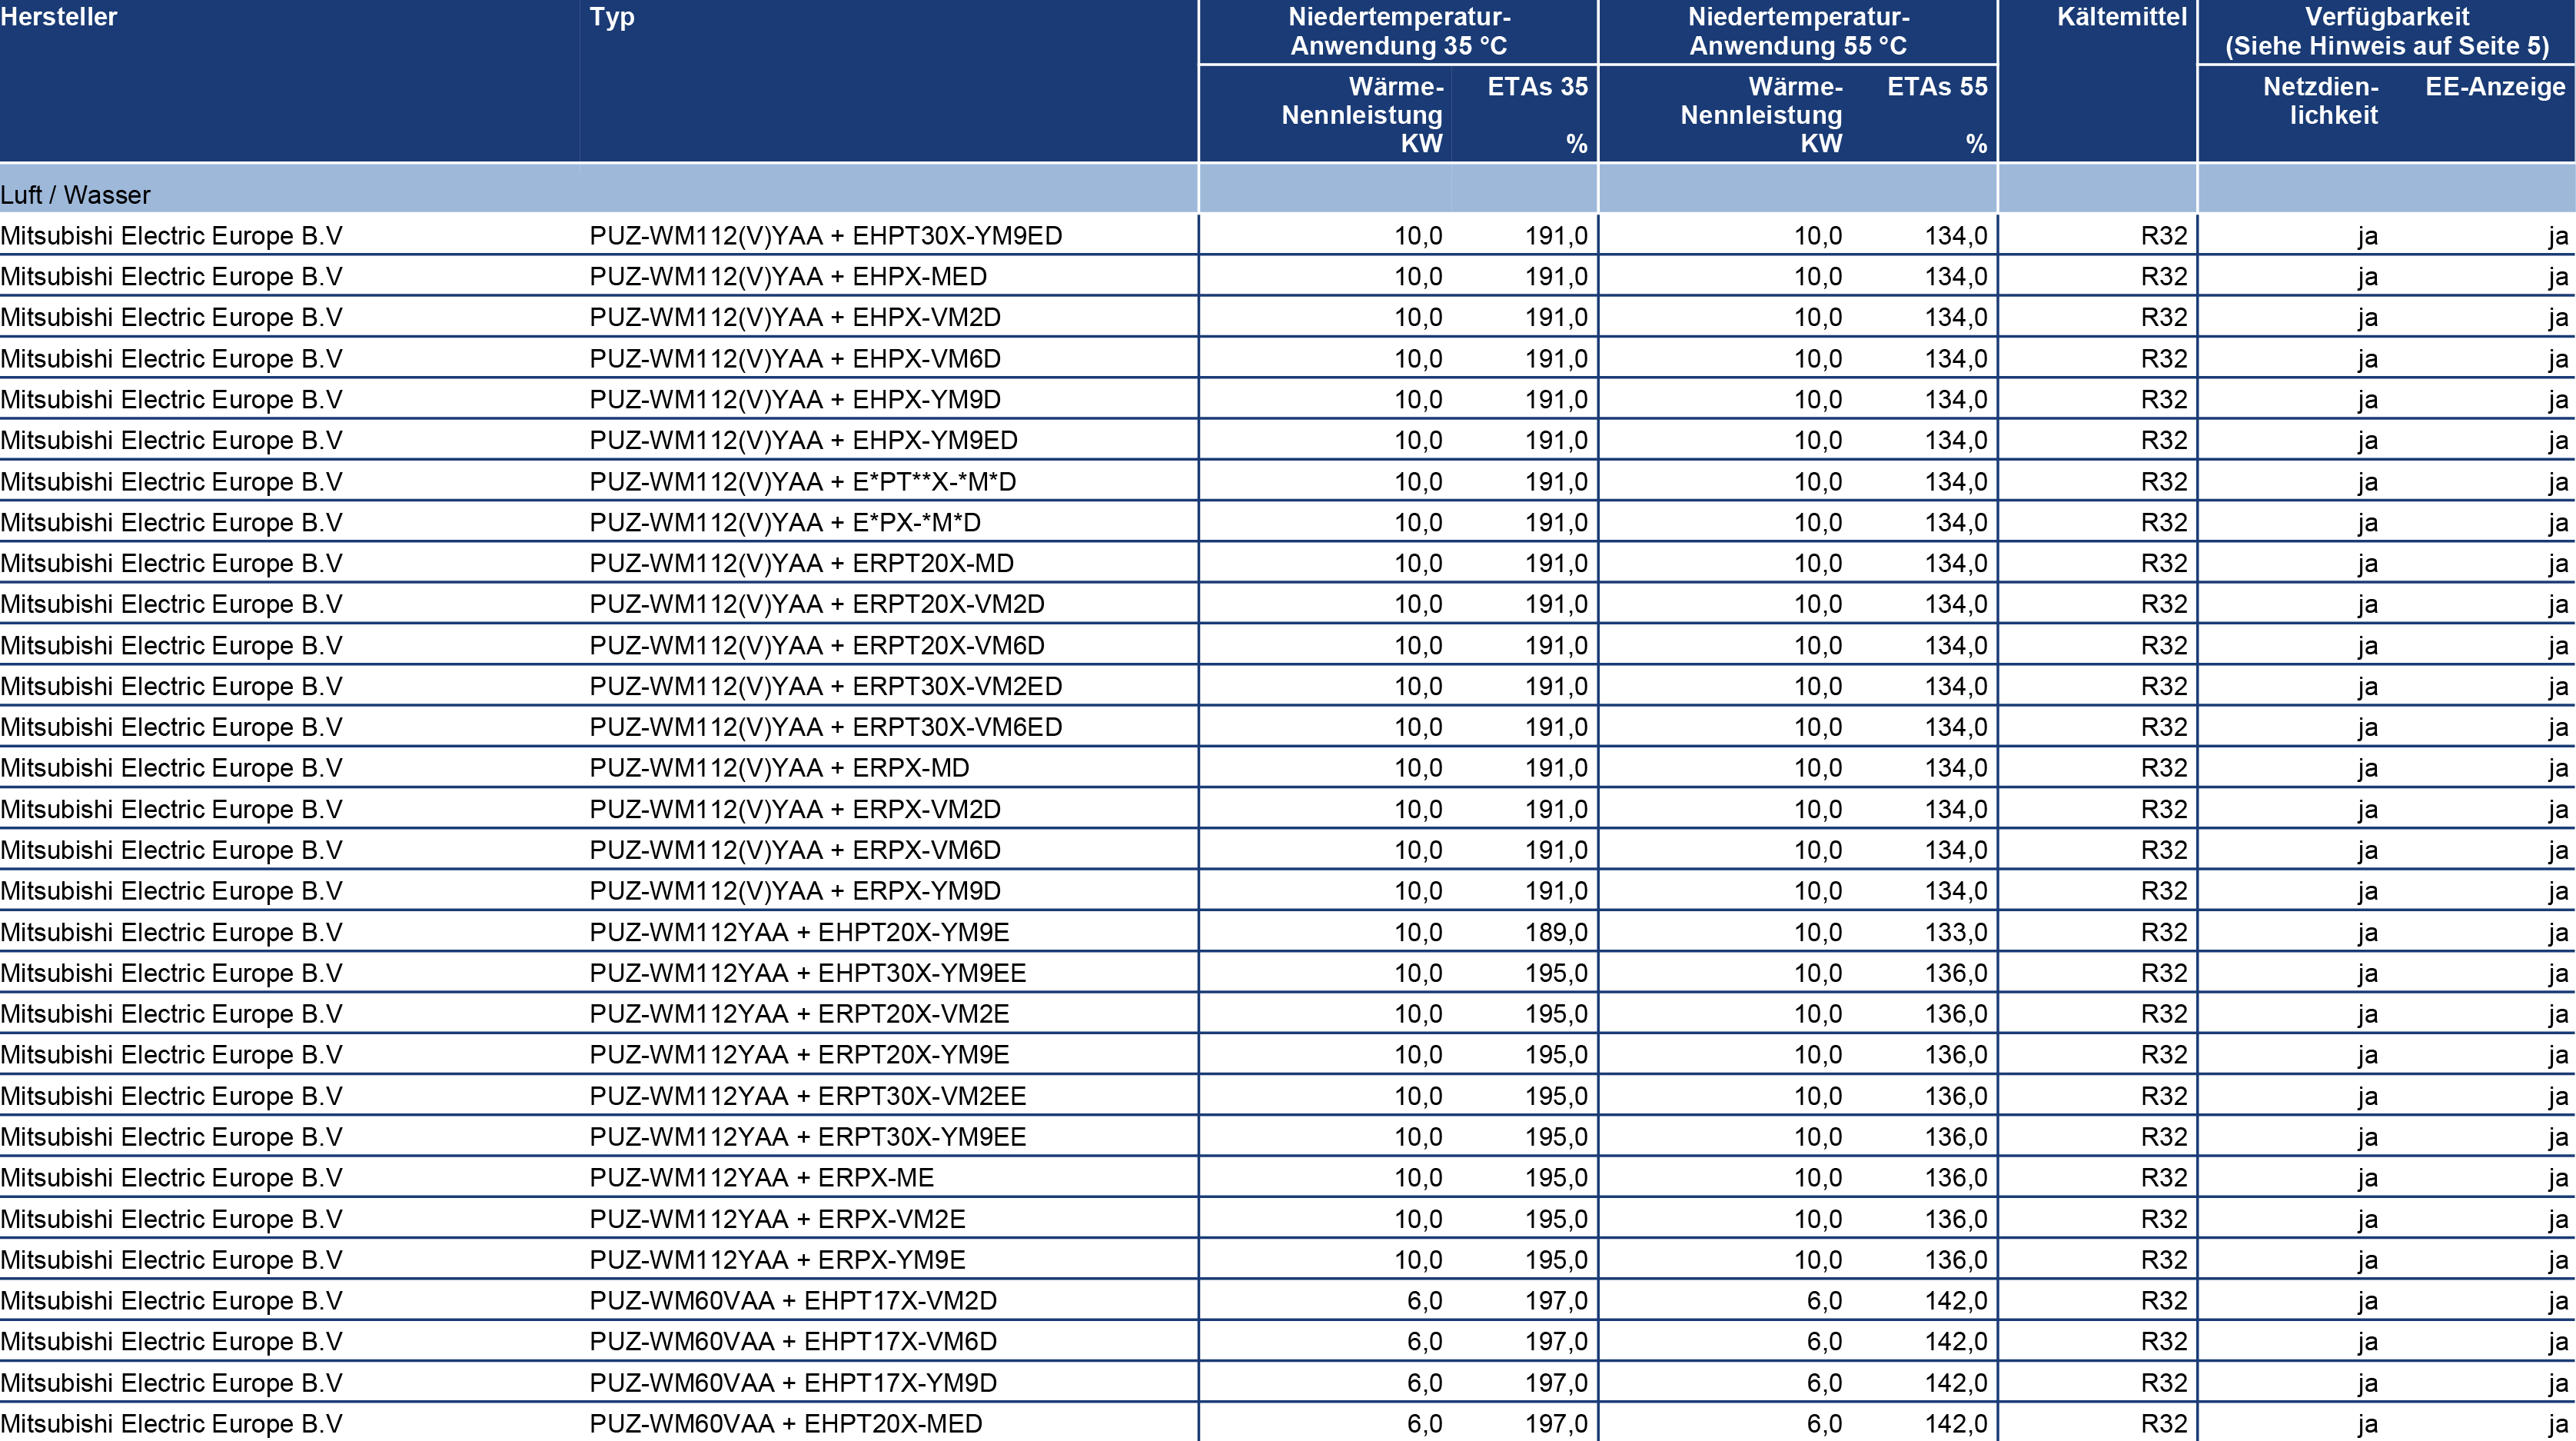 Hersteller Typ Niedertemperatur- Niedertemperatur- Kältemittel Verfügbarkeit
Anwendung 35 °C Anwendung 55 °C (Siehe Hinweis auf Seite 5)
Wärme- ETAs 35 Wärme- ETAs 55 Netzdien- EE-Anzeige
Nennleistung Nennleistung lichkeit
KW % KW %
Luft / Wasser
Mitsubishi Electric Europe B.V PUZ-WM112(V)YAA + EHPT30X-YM9ED 10,0 191,0 10,0 134,0 R32 ja ja
Mitsubishi Electric Europe B.V PUZ-WM112(V)YAA + EHPX-MED 10,0 191,0 10,0 134,0 R32 ja ja
Mitsubishi Electric Europe B.V PUZ-WM112(V)YAA + EHPX-VM2D 10,0 191,0 10,0 134,0 R32 ja ja
Mitsubishi Electric Europe B.V PUZ-WM112(V)YAA + EHPX-VM6D 10,0 191,0 10,0 134,0 R32 ja ja
Mitsubishi Electric Europe B.V PUZ-WM112(V)YAA + EHPX-YM9D 10,0 191,0 10,0 134,0 R32 ja ja
Mitsubishi Electric Europe B.V PUZ-WM112(V)YAA + EHPX-YM9ED 10,0 191,0 10,0 134,0 R32 ja ja
Mitsubishi Electric Europe B.V PUZ-WM112(V)YAA + E*PT**X-*M*D 10,0 191,0 10,0 134,0 R32 ja ja
Mitsubishi Electric Europe B.V PUZ-WM112(V)YAA + E*PX-*M*D 10,0 191,0 10,0 134,0 R32 ja ja
Mitsubishi Electric Europe B.V PUZ-WM112(V)YAA + ERPT20X-MD 10,0 191,0 10,0 134,0 R32 ja ja
Mitsubishi Electric Europe B.V PUZ-WM112(V)YAA + ERPT20X-VM2D 10,0 191,0 10,0 134,0 R32 ja ja
Mitsubishi Electric Europe B.V PUZ-WM112(V)YAA + ERPT20X-VM6D 10,0 191,0 10,0 134,0 R32 ja ja
Mitsubishi Electric Europe B.V PUZ-WM112(V)YAA + ERPT30X-VM2ED 10,0 191,0 10,0 134,0 R32 ja ja
Mitsubishi Electric Europe B.V PUZ-WM112(V)YAA + ERPT30X-VM6ED 10,0 191,0 10,0 134,0 R32 ja ja
Mitsubishi Electric Europe B.V PUZ-WM112(V)YAA + ERPX-MD 10,0 191,0 10,0 134,0 R32 ja ja
Mitsubishi Electric Europe B.V PUZ-WM112(V)YAA + ERPX-VM2D 10,0 191,0 10,0 134,0 R32 ja ja
Mitsubishi Electric Europe B.V PUZ-WM112(V)YAA + ERPX-VM6D 10,0 191,0 10,0 134,0 R32 ja ja
Mitsubishi Electric Europe B.V PUZ-WM112(V)YAA + ERPX-YM9D 10,0 191,0 10,0 134,0 R32 ja ja
Mitsubishi Electric Europe B.V PUZ-WM112YAA + EHPT20X-YM9E 10,0 189,0 10,0 133,0 R32 ja ja
Mitsubishi Electric Europe B.V PUZ-WM112YAA + EHPT30X-YM9EE 10,0 195,0 10,0 136,0 R32 ja ja
Mitsubishi Electric Europe B.V PUZ-WM112YAA + ERPT20X-VM2E 10,0 195,0 10,0 136,0 R32 ja ja
Mitsubishi Electric Europe B.V PUZ-WM112YAA + ERPT20X-YM9E 10,0 195,0 10,0 136,0 R32 ja ja
Mitsubishi Electric Europe B.V PUZ-WM112YAA + ERPT30X-VM2EE 10,0 195,0 10,0 136,0 R32 ja ja
Mitsubishi Electric Europe B.V PUZ-WM112YAA + ERPT30X-YM9EE 10,0 195,0 10,0 136,0 R32 ja ja
Mitsubishi Electric Europe B.V PUZ-WM112YAA + ERPX-ME 10,0 195,0 10,0 136,0 R32 ja ja
Mitsubishi Electric Europe B.V PUZ-WM112YAA + ERPX-VM2E 10,0 195,0 10,0 136,0 R32 ja ja
Mitsubishi Electric Europe B.V PUZ-WM112YAA + ERPX-YM9E 10,0 195,0 10,0 136,0 R32 ja ja
Mitsubishi Electric Europe B.V PUZ-WM60VAA + EHPT17X-VM2D 6,0 197,0 6,0 142,0 R32 ja ja
Mitsubishi Electric Europe B.V PUZ-WM60VAA + EHPT17X-VM6D 6,0 197,0 6,0 142,0 R32 ja ja
Mitsubishi Electric Europe B.V PUZ-WM60VAA + EHPT17X-YM9D 6,0 197,0 6,0 142,0 R32 ja ja
Mitsubishi Electric Europe B.V PUZ-WM60VAA + EHPT20X-MED 6,0 197,0 6,0 142,0 R32 ja ja